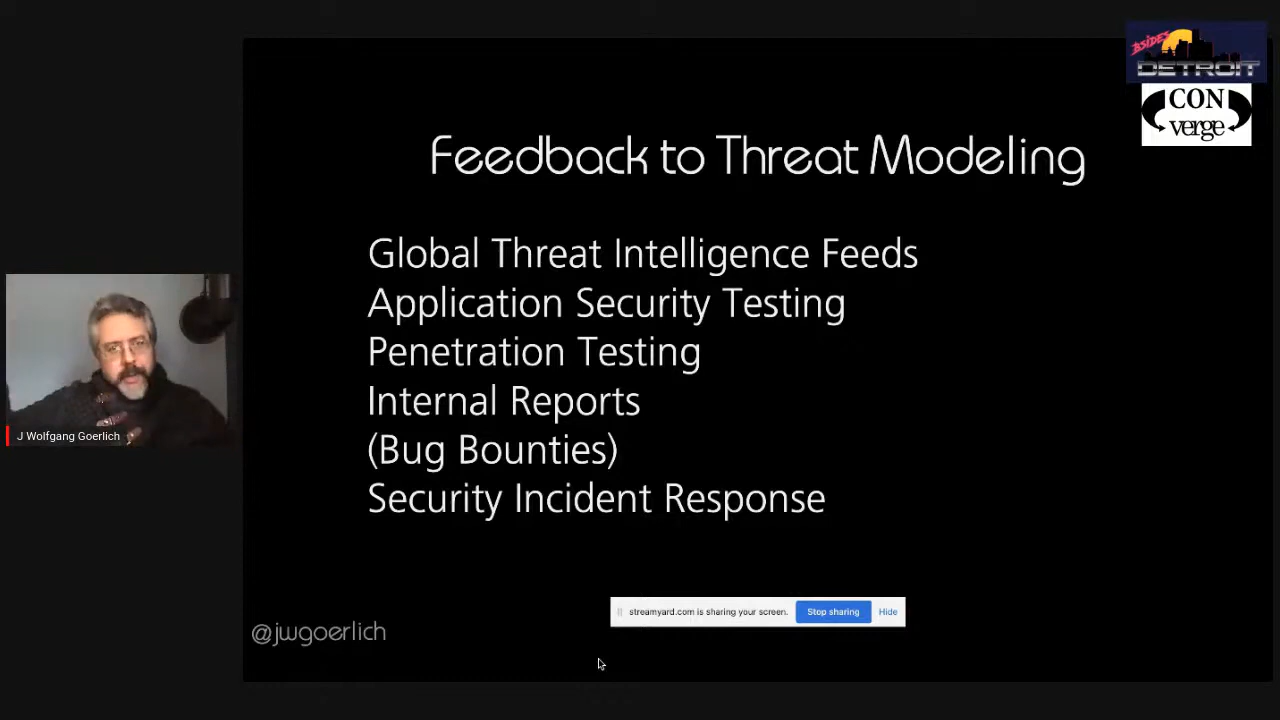 BSIDES
DETROIT
CON
verge
Feedback to Threat Modeling
Global Threat Intelligence Feeds
Application Security Testing
Penetration Testing
Internal Reports
(Bug Bounties)
Security Incident Response
J Wolfgang Goerlich
streamyard.com is sharing your screen.
Stop sharing
Hide
@jwgoerlich